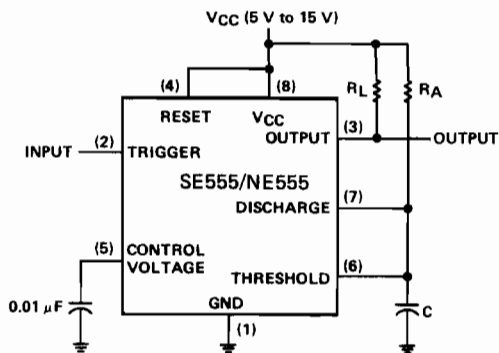 VCC (5 V to 15 V)
(4) (8) RL RA
RESET VCC (3)
OUTPUT OUTPUT
INPUT (2) TRIGGER
SE555/NE555
(7)
DISCHARGE
(5) CONTROL
VOLTAGE (6)
THRESHOLD
0.01 μF GND C
(1)